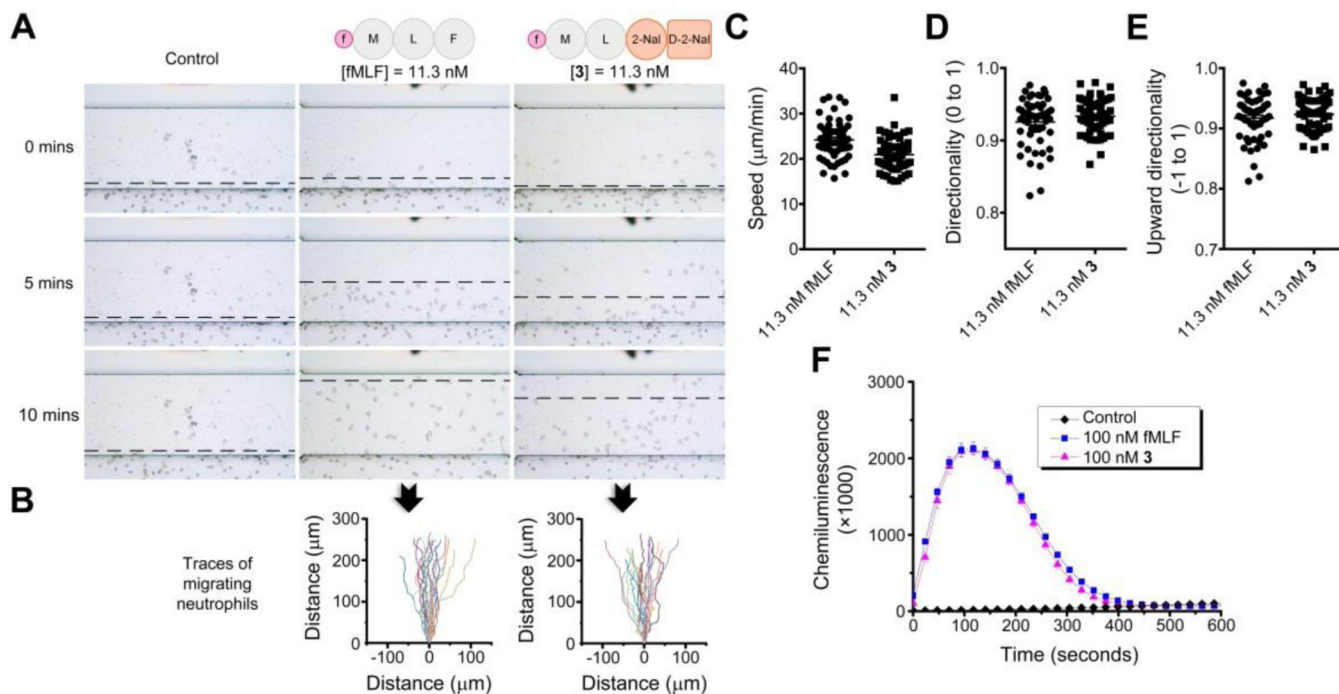 A
Control
f M L F
[fMLF] = 11.3 nM
f M L 2-Nal D-2-Nal
[3] = 11.3 nM
0 mins
5 mins
10 mins
B
Traces of
migrating
neutrophils
Distance (μm)
300
200
100
0
-100 0 100
Distance (μm)
Distance (μm)
300
200
100
0
-100 0 100
Distance (μm)
C
Speed (μm/min)
40
30
20
10
0
11.3 nM fMLF
11.3 nM 3
D
Directionality (0 to 1)
1.0
0.9
0.8
11.3 nM fMLF
11.3 nM 3
E
Upward directionality
(-1 to 1)
1.0
0.9
0.8
0.7
11.3 nM fMLF
11.3 nM 3
F
Chemiluminescence
(×1000)
3000
2000
1000
0
Control
100 nM fMLF
100 nM 3
0 100 200 300 400 500 600
Time (seconds)